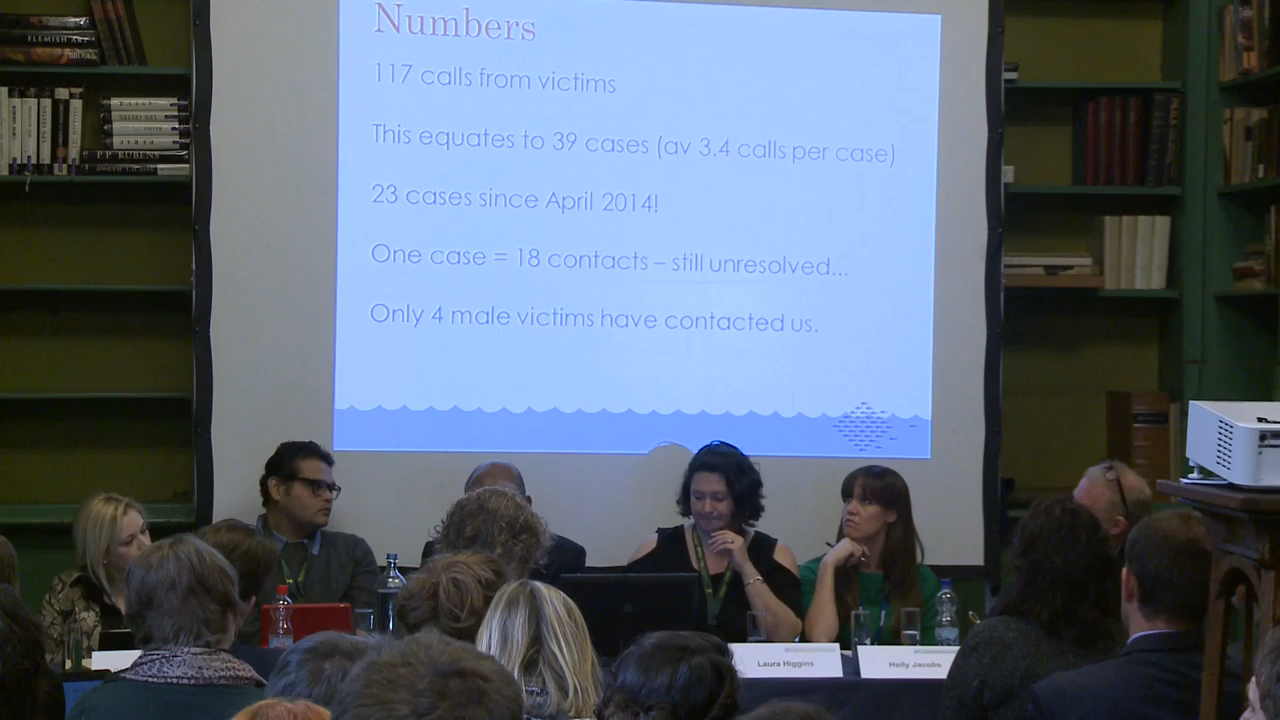 Numbers
117 calls from victims
This equates to 39 cases (av 3.4 calls per case)
23 cases since April 2014!
One case = 18 contacts – still unresolved...
Only 4 male victims have contacted us.
FLEMISH ART
P P RUBENS
Laura Higgins
Holly Jacobs